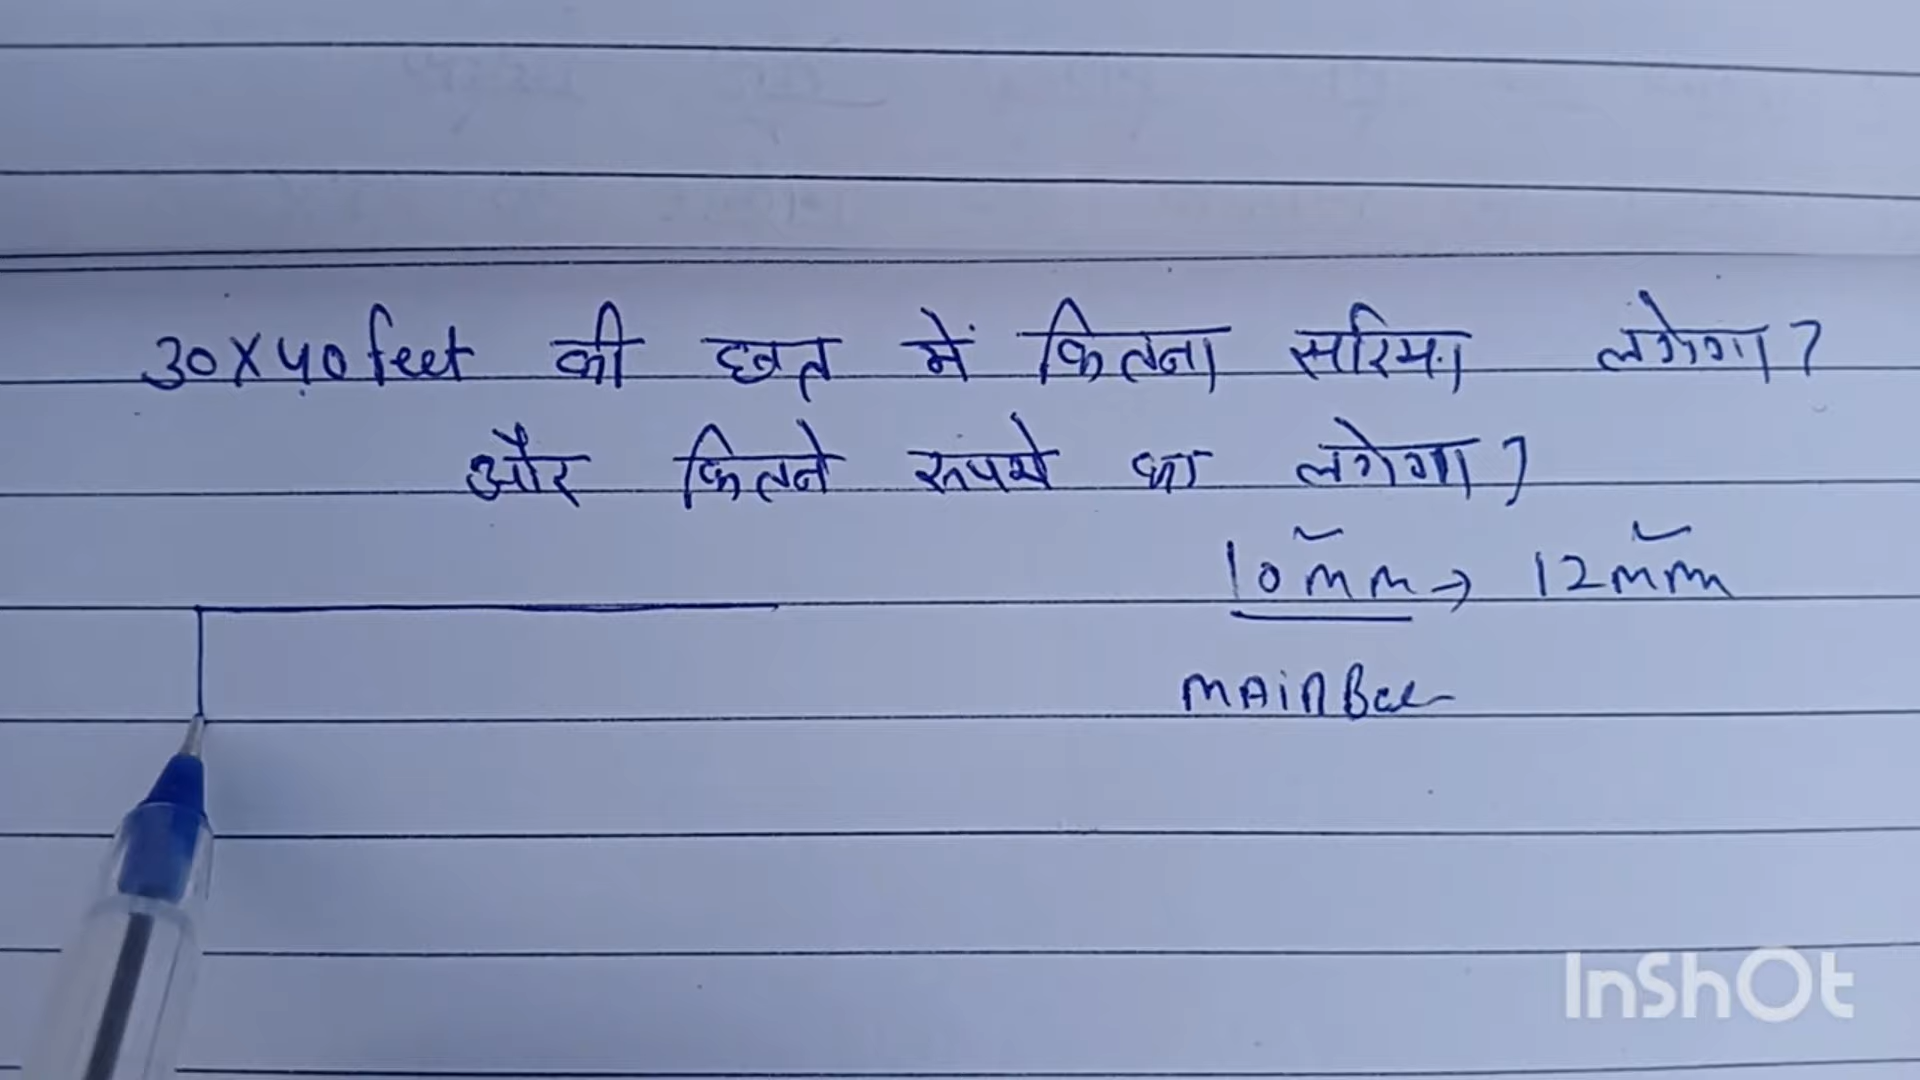 30X40 feet की छत में कितना सरिया लगेगा?
और कितने रूपये का लगेगा?
10mm → 12mm
MAIN Bar
InShOt